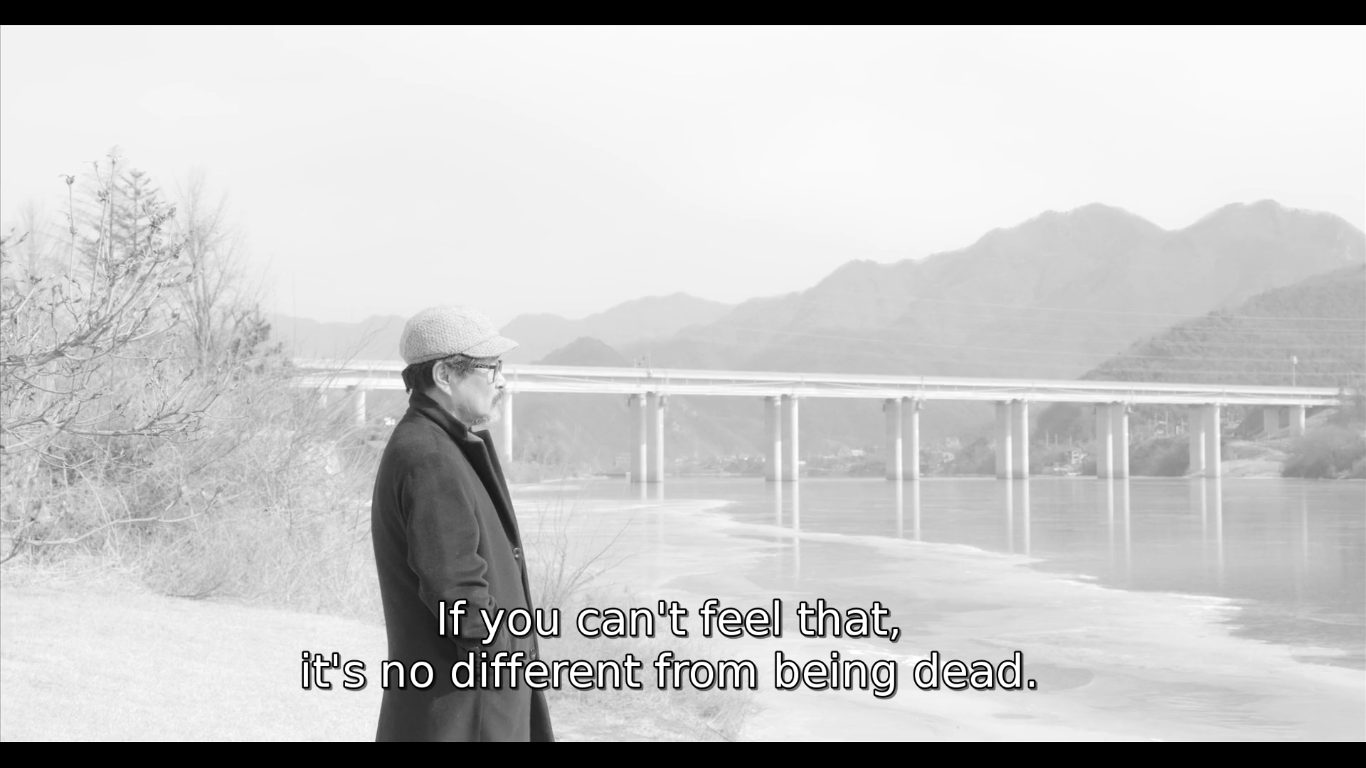 If you can't feel that,
it's no different from being dead.